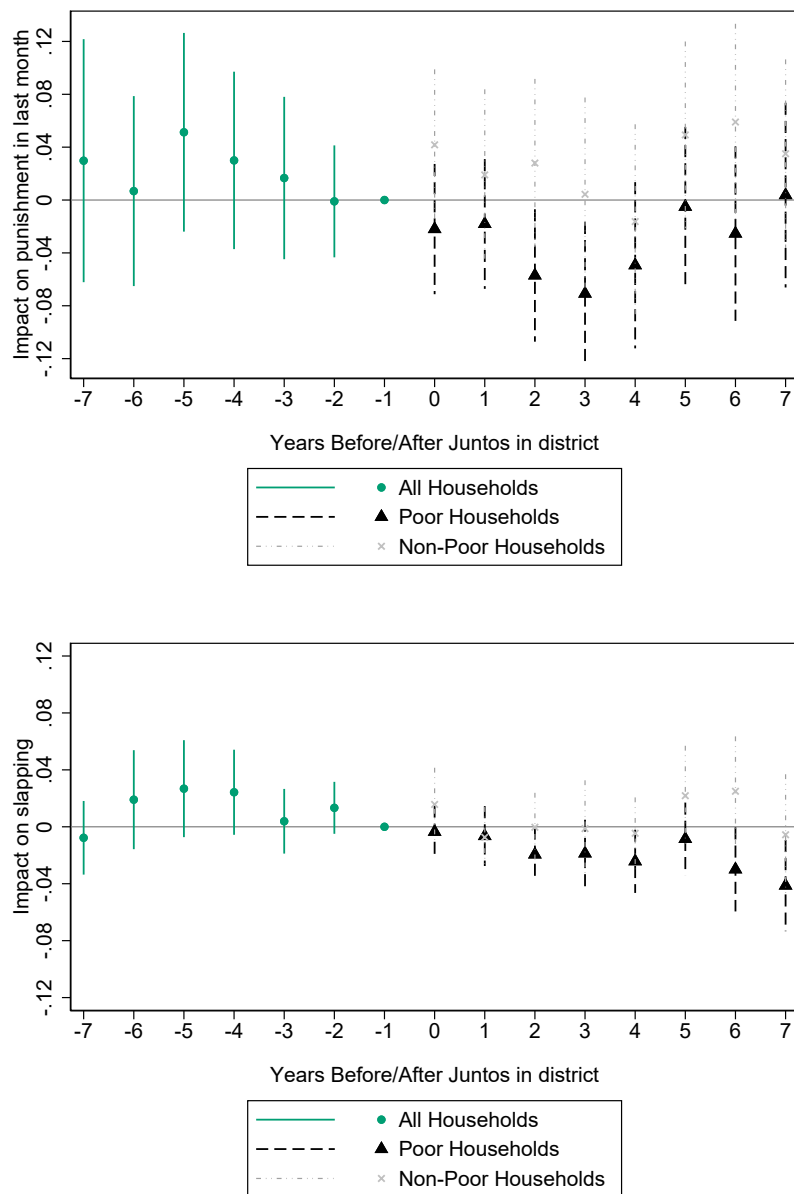 Impact on punishment in last month
.12
.08
.04
0
-.04
-.08
-.12
-7 -6 -5 -4 -3 -2 -1 0 1 2 3 4 5 6 7
Years Before/After Juntos in district
All Households
Poor Households
Non-Poor Households
Impact on slapping
.12
.08
.04
0
-.04
-.08
-.12
-7 -6 -5 -4 -3 -2 -1 0 1 2 3 4 5 6 7
Years Before/After Juntos in district
All Households
Poor Households
Non-Poor Households